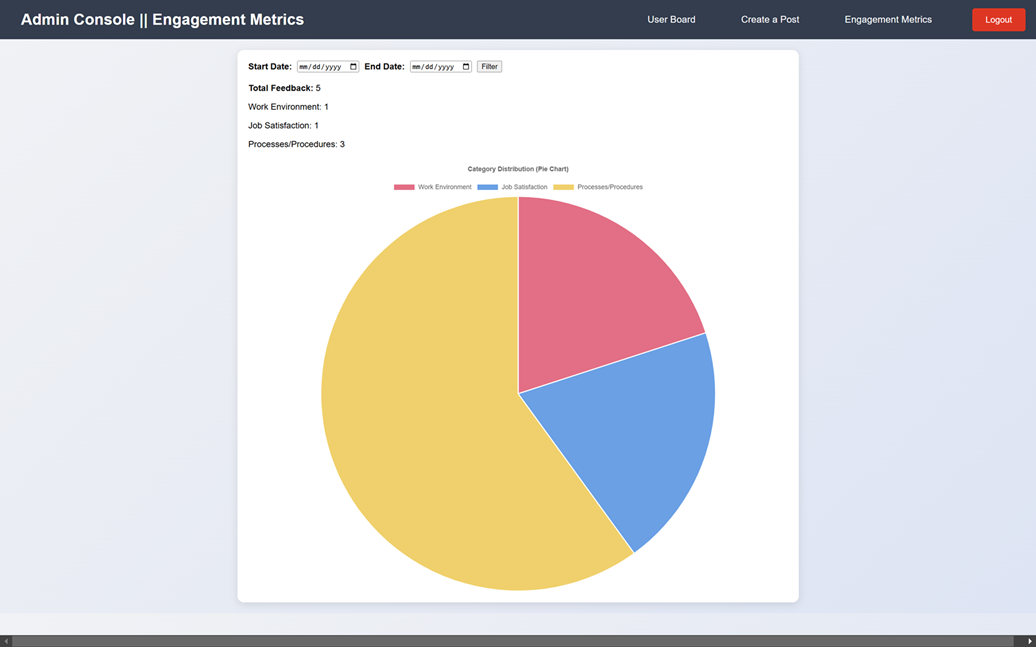 Admin Console || Engagement Metrics
User Board Create a Post Engagement Metrics Logout
Start Date: mm/dd/yyyy End Date: mm/dd/yyyy Filter
Total Feedback: 5
Work Environment: 1
Job Satisfaction: 1
Processes/Procedures: 3
Category Distribution (Pie Chart)
Work Environment Job Satisfaction Processes/Procedures